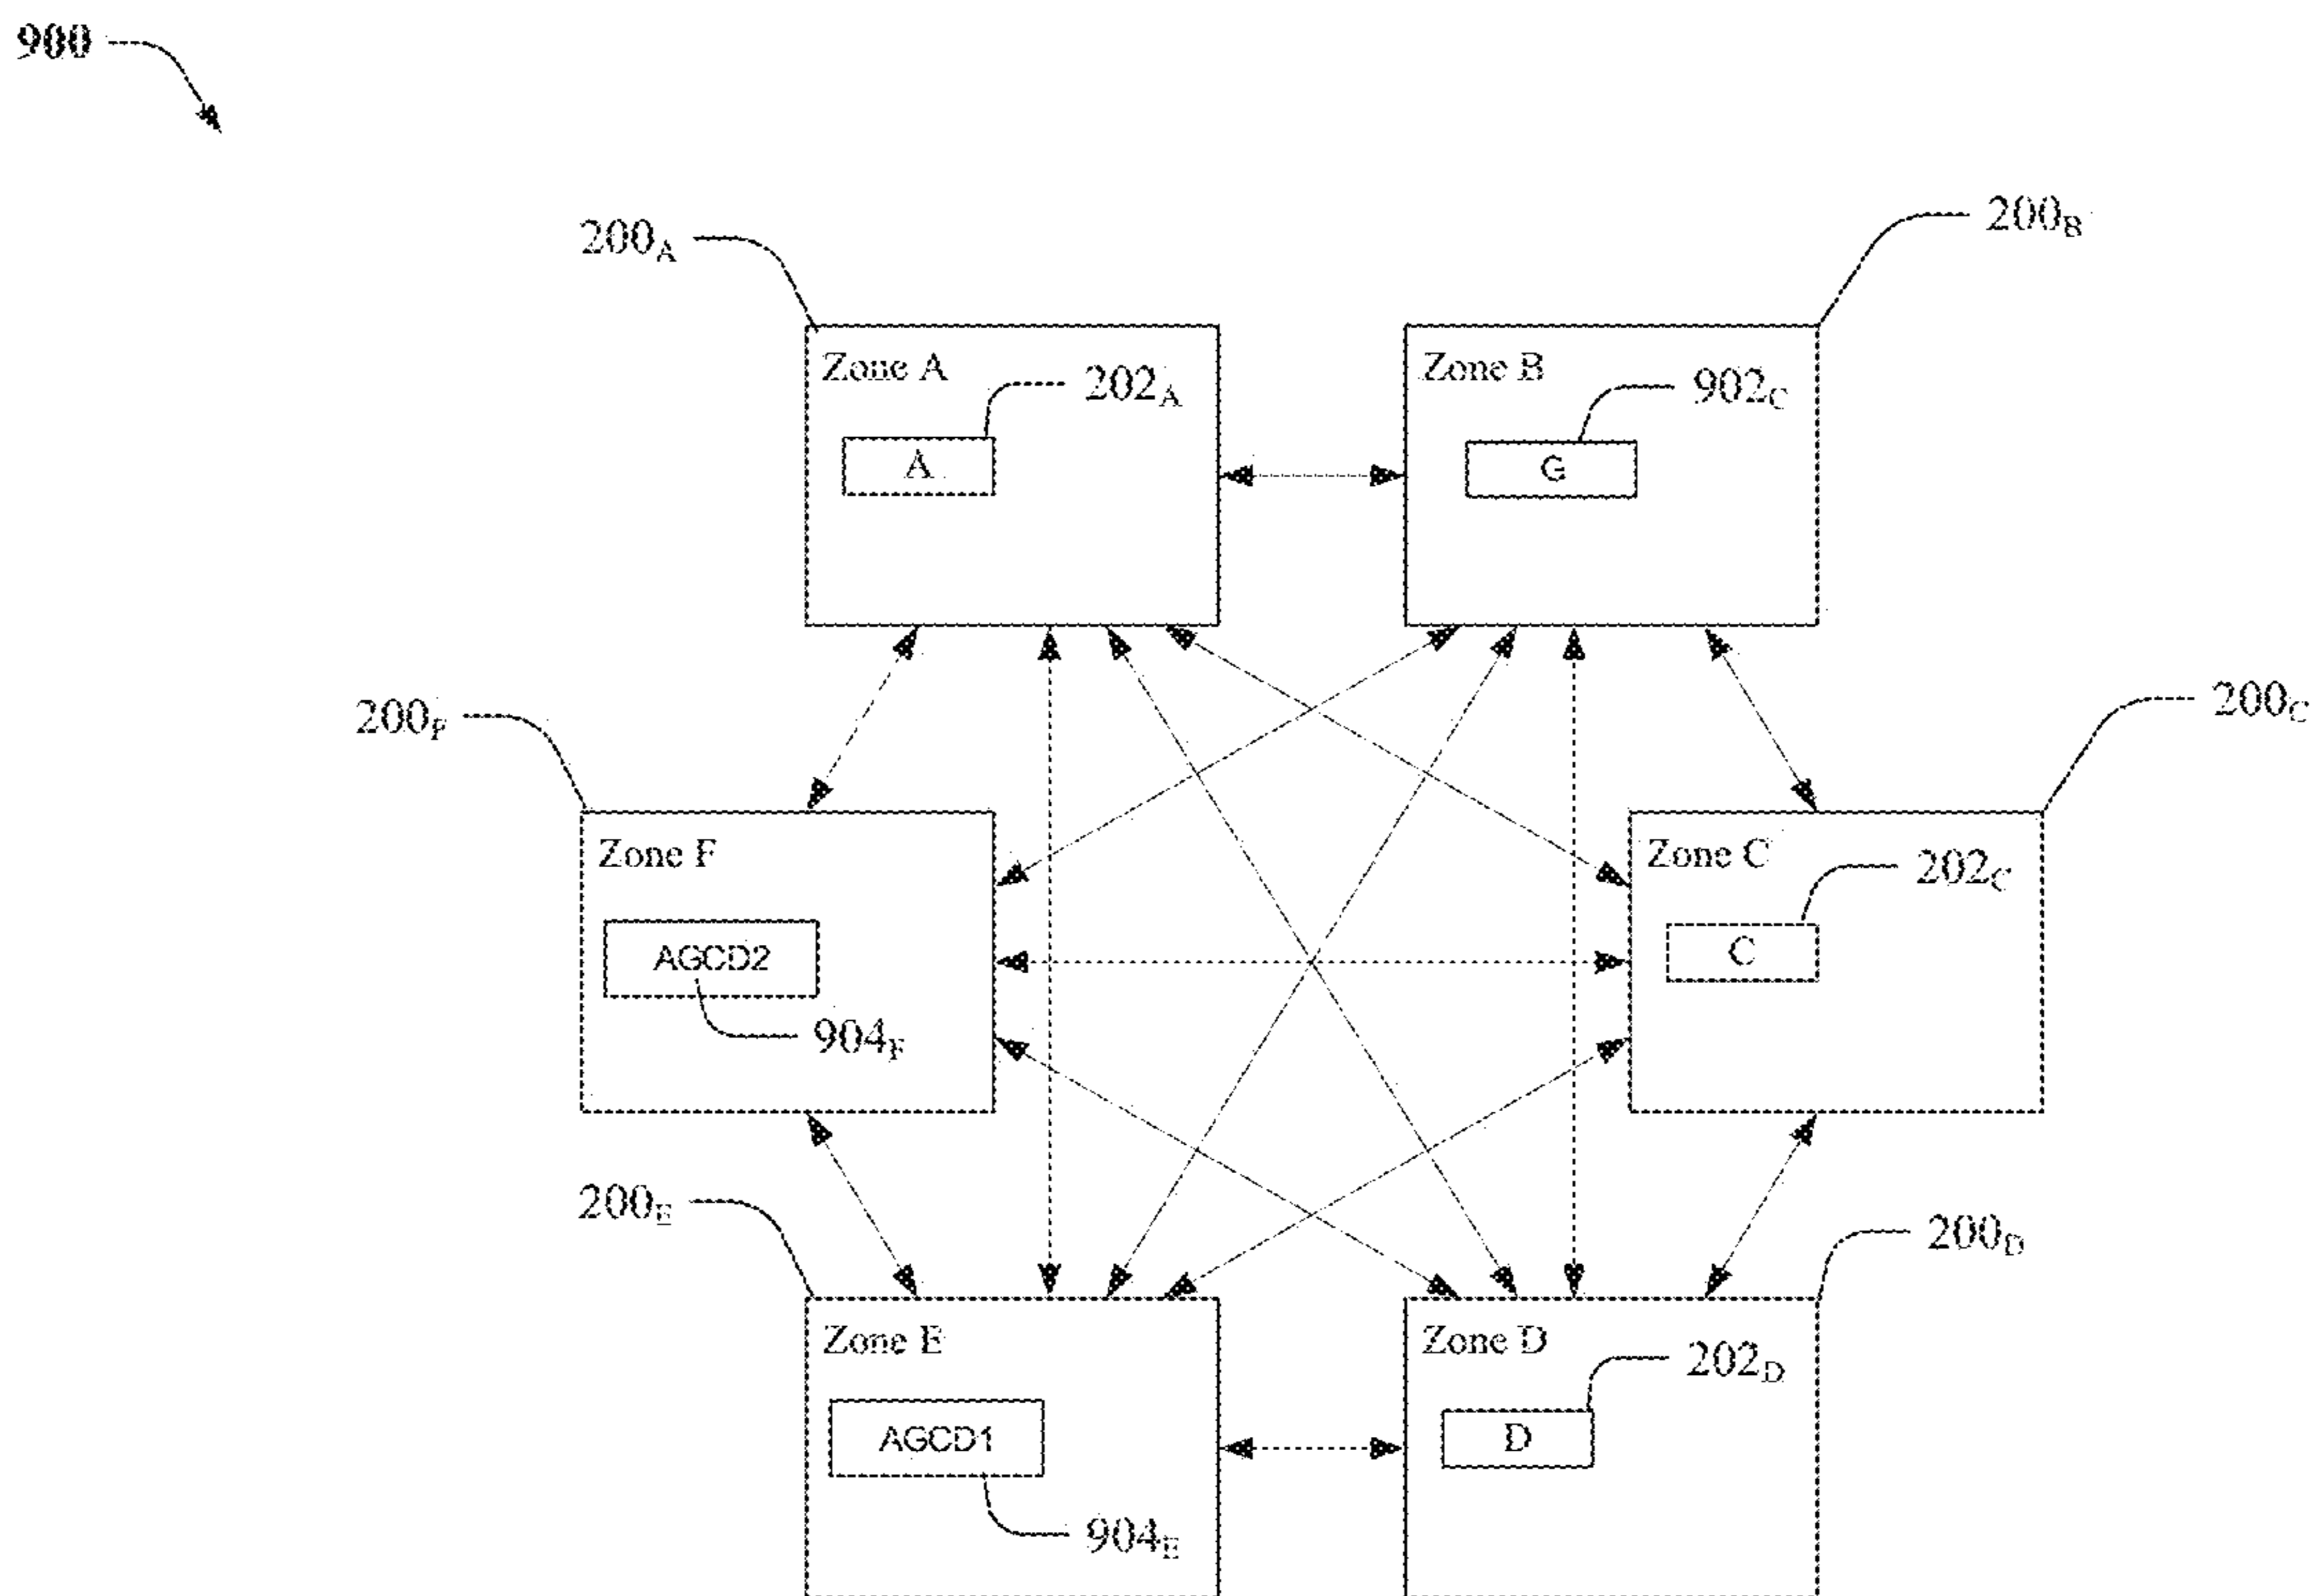 900
200A
200B
Zone A
202A
A
Zone B
902C
G
200F
200C
Zone F
AGCD2
904F
Zone C
202C
C
200E
200D
Zone E
AGCD1
904E
Zone D
202D
D